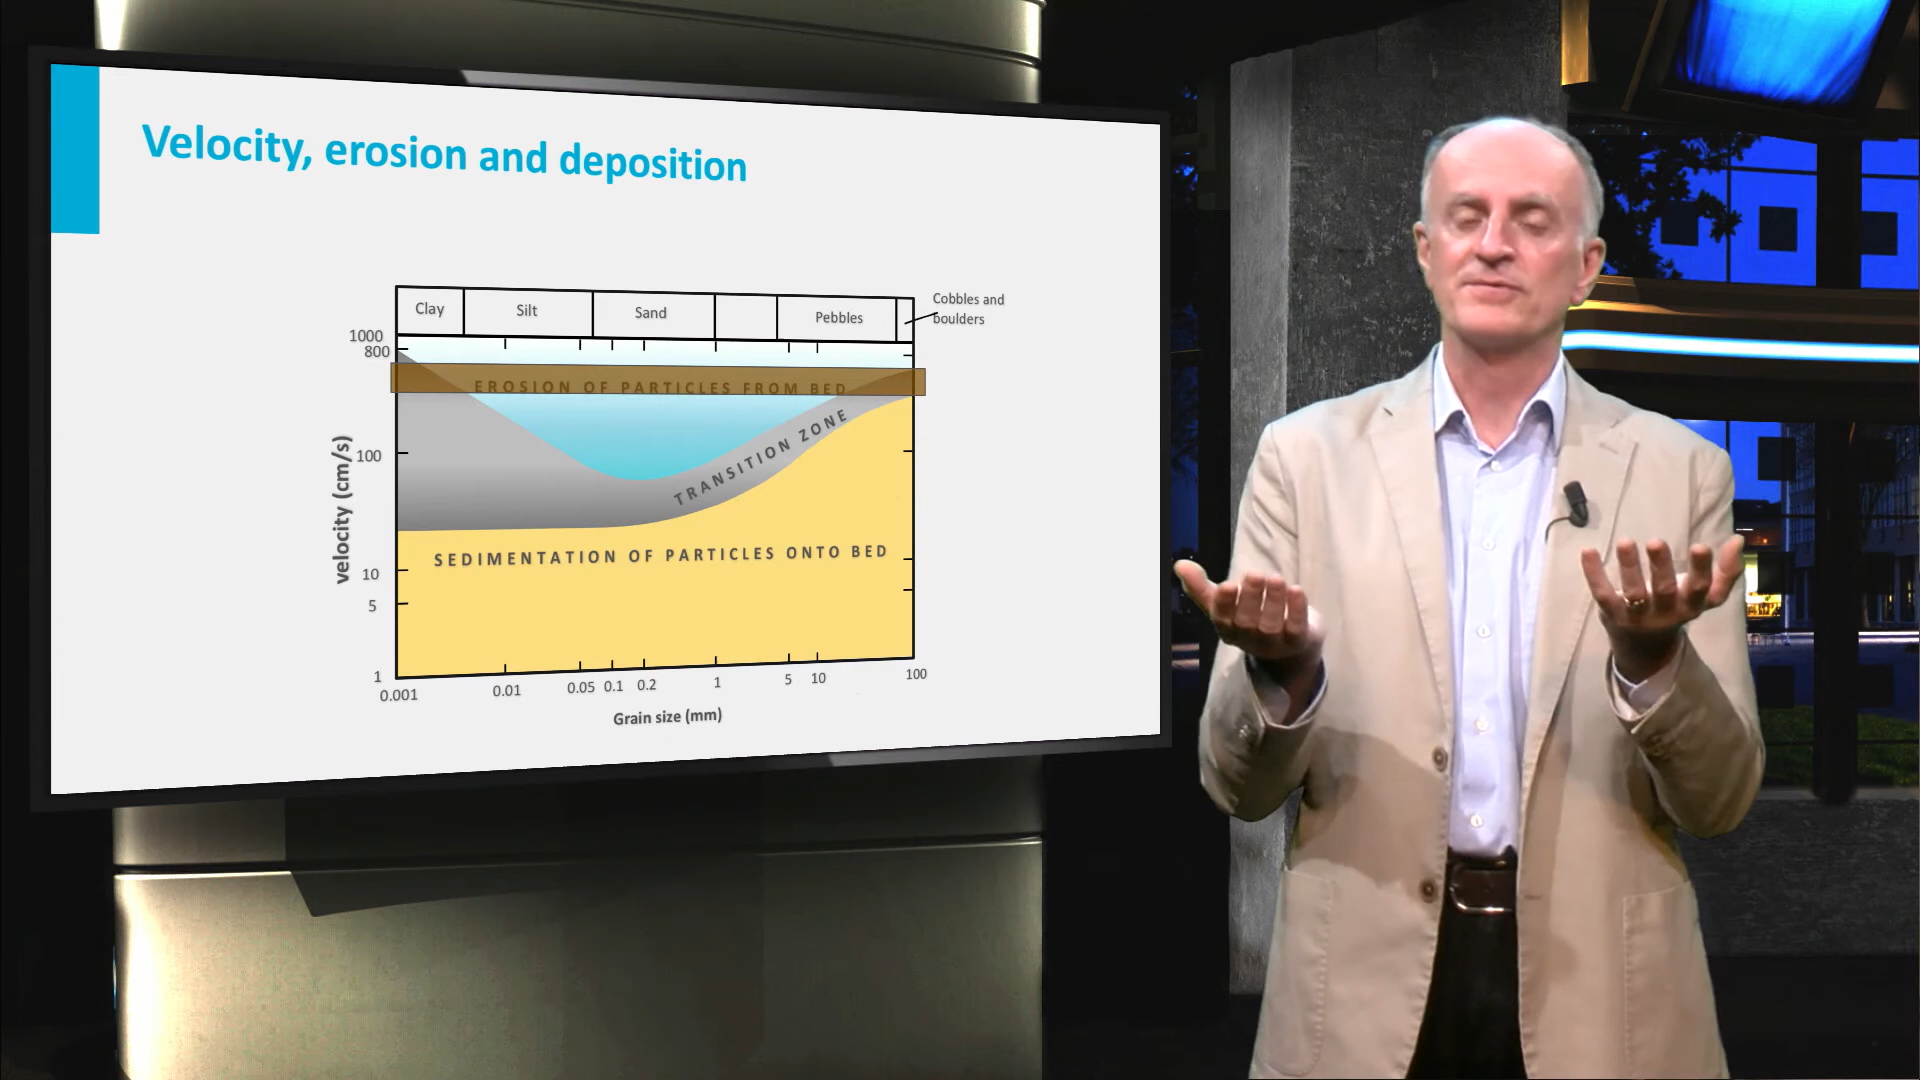 Velocity, erosion and deposition
Clay
Silt
Sand
Pebbles
Cobbles and
boulders
1000
800
EROSION OF PARTICLES FROM BED
TRANSITION ZONE
100
velocity (cm/s)
SEDIMENTATION OF PARTICLES ONTO BED
10
5
1
0.001
0.01
0.05
0.1
0.2
1
5
10
100
Grain size (mm)